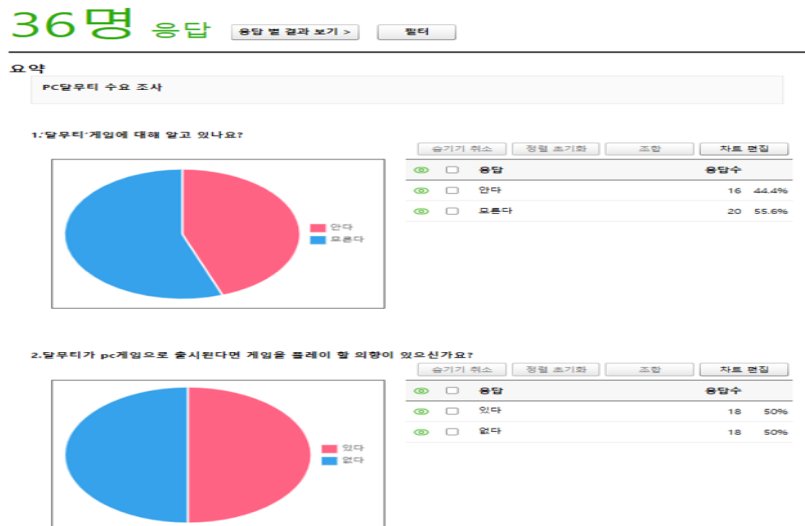 36명 응답 응답 별 결과 보기 > 필터
요약
PC달무티 수요 조사
1.'달무티'게임에 대해 알고 있나요?
숨기기 취소 정렬 초기화 조합 차트 편집
응답 응답수
안다 16 44.4%
모른다 20 55.6%
안다
모른다
2.달무티가 pc게임으로 출시된다면 게임을 플레이 할 의향이 있으신가요?
숨기기 취소 정렬 초기화 조합 차트 편집
응답 응답수
있다 18 50%
없다 18 50%
있다
없다